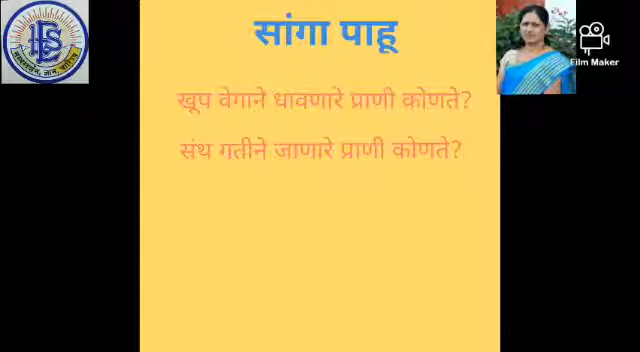 सांगा पाहू
Film Maker
खूप वेगाने धावणारे प्राणी कोणते?
संथ गतीने जाणारे प्राणी कोणते?